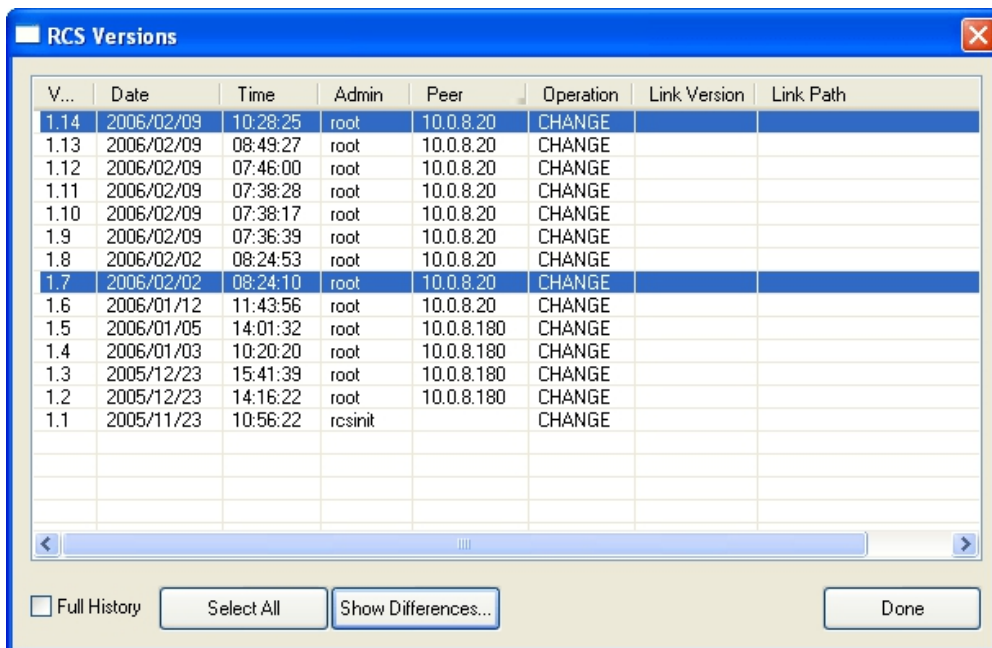 RCS Versions
V... Date Time Admin Peer Operation Link Version Link Path
1.14 2006/02/09 10:28:25 root 10.0.8.20 CHANGE
1.13 2006/02/09 08:49:27 root 10.0.8.20 CHANGE
1.12 2006/02/09 07:46:00 root 10.0.8.20 CHANGE
1.11 2006/02/09 07:38:28 root 10.0.8.20 CHANGE
1.10 2006/02/09 07:38:17 root 10.0.8.20 CHANGE
1.9 2006/02/09 07:36:39 root 10.0.8.20 CHANGE
1.8 2006/02/02 08:24:53 root 10.0.8.20 CHANGE
1.7 2006/02/02 08:24:10 root 10.0.8.20 CHANGE
1.6 2006/01/12 11:43:56 root 10.0.8.20 CHANGE
1.5 2006/01/05 14:01:32 root 10.0.8.180 CHANGE
1.4 2006/01/03 10:20:20 root 10.0.8.180 CHANGE
1.3 2005/12/23 15:41:39 root 10.0.8.180 CHANGE
1.2 2005/12/23 14:16:22 root 10.0.8.180 CHANGE
1.1 2005/11/23 10:56:22 rcsinit CHANGE
Full History Select All Show Differences... Done